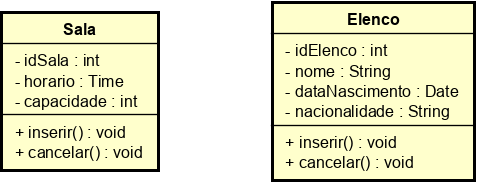 Sala
- idSala : int
- horario : Time
- capacidade : int
+ inserir() : void
+ cancelar() : void
Elenco
- idElenco : int
- nome : String
- dataNascimento : Date
- nacionalidade : String
+ inserir() : void
+ cancelar() : void